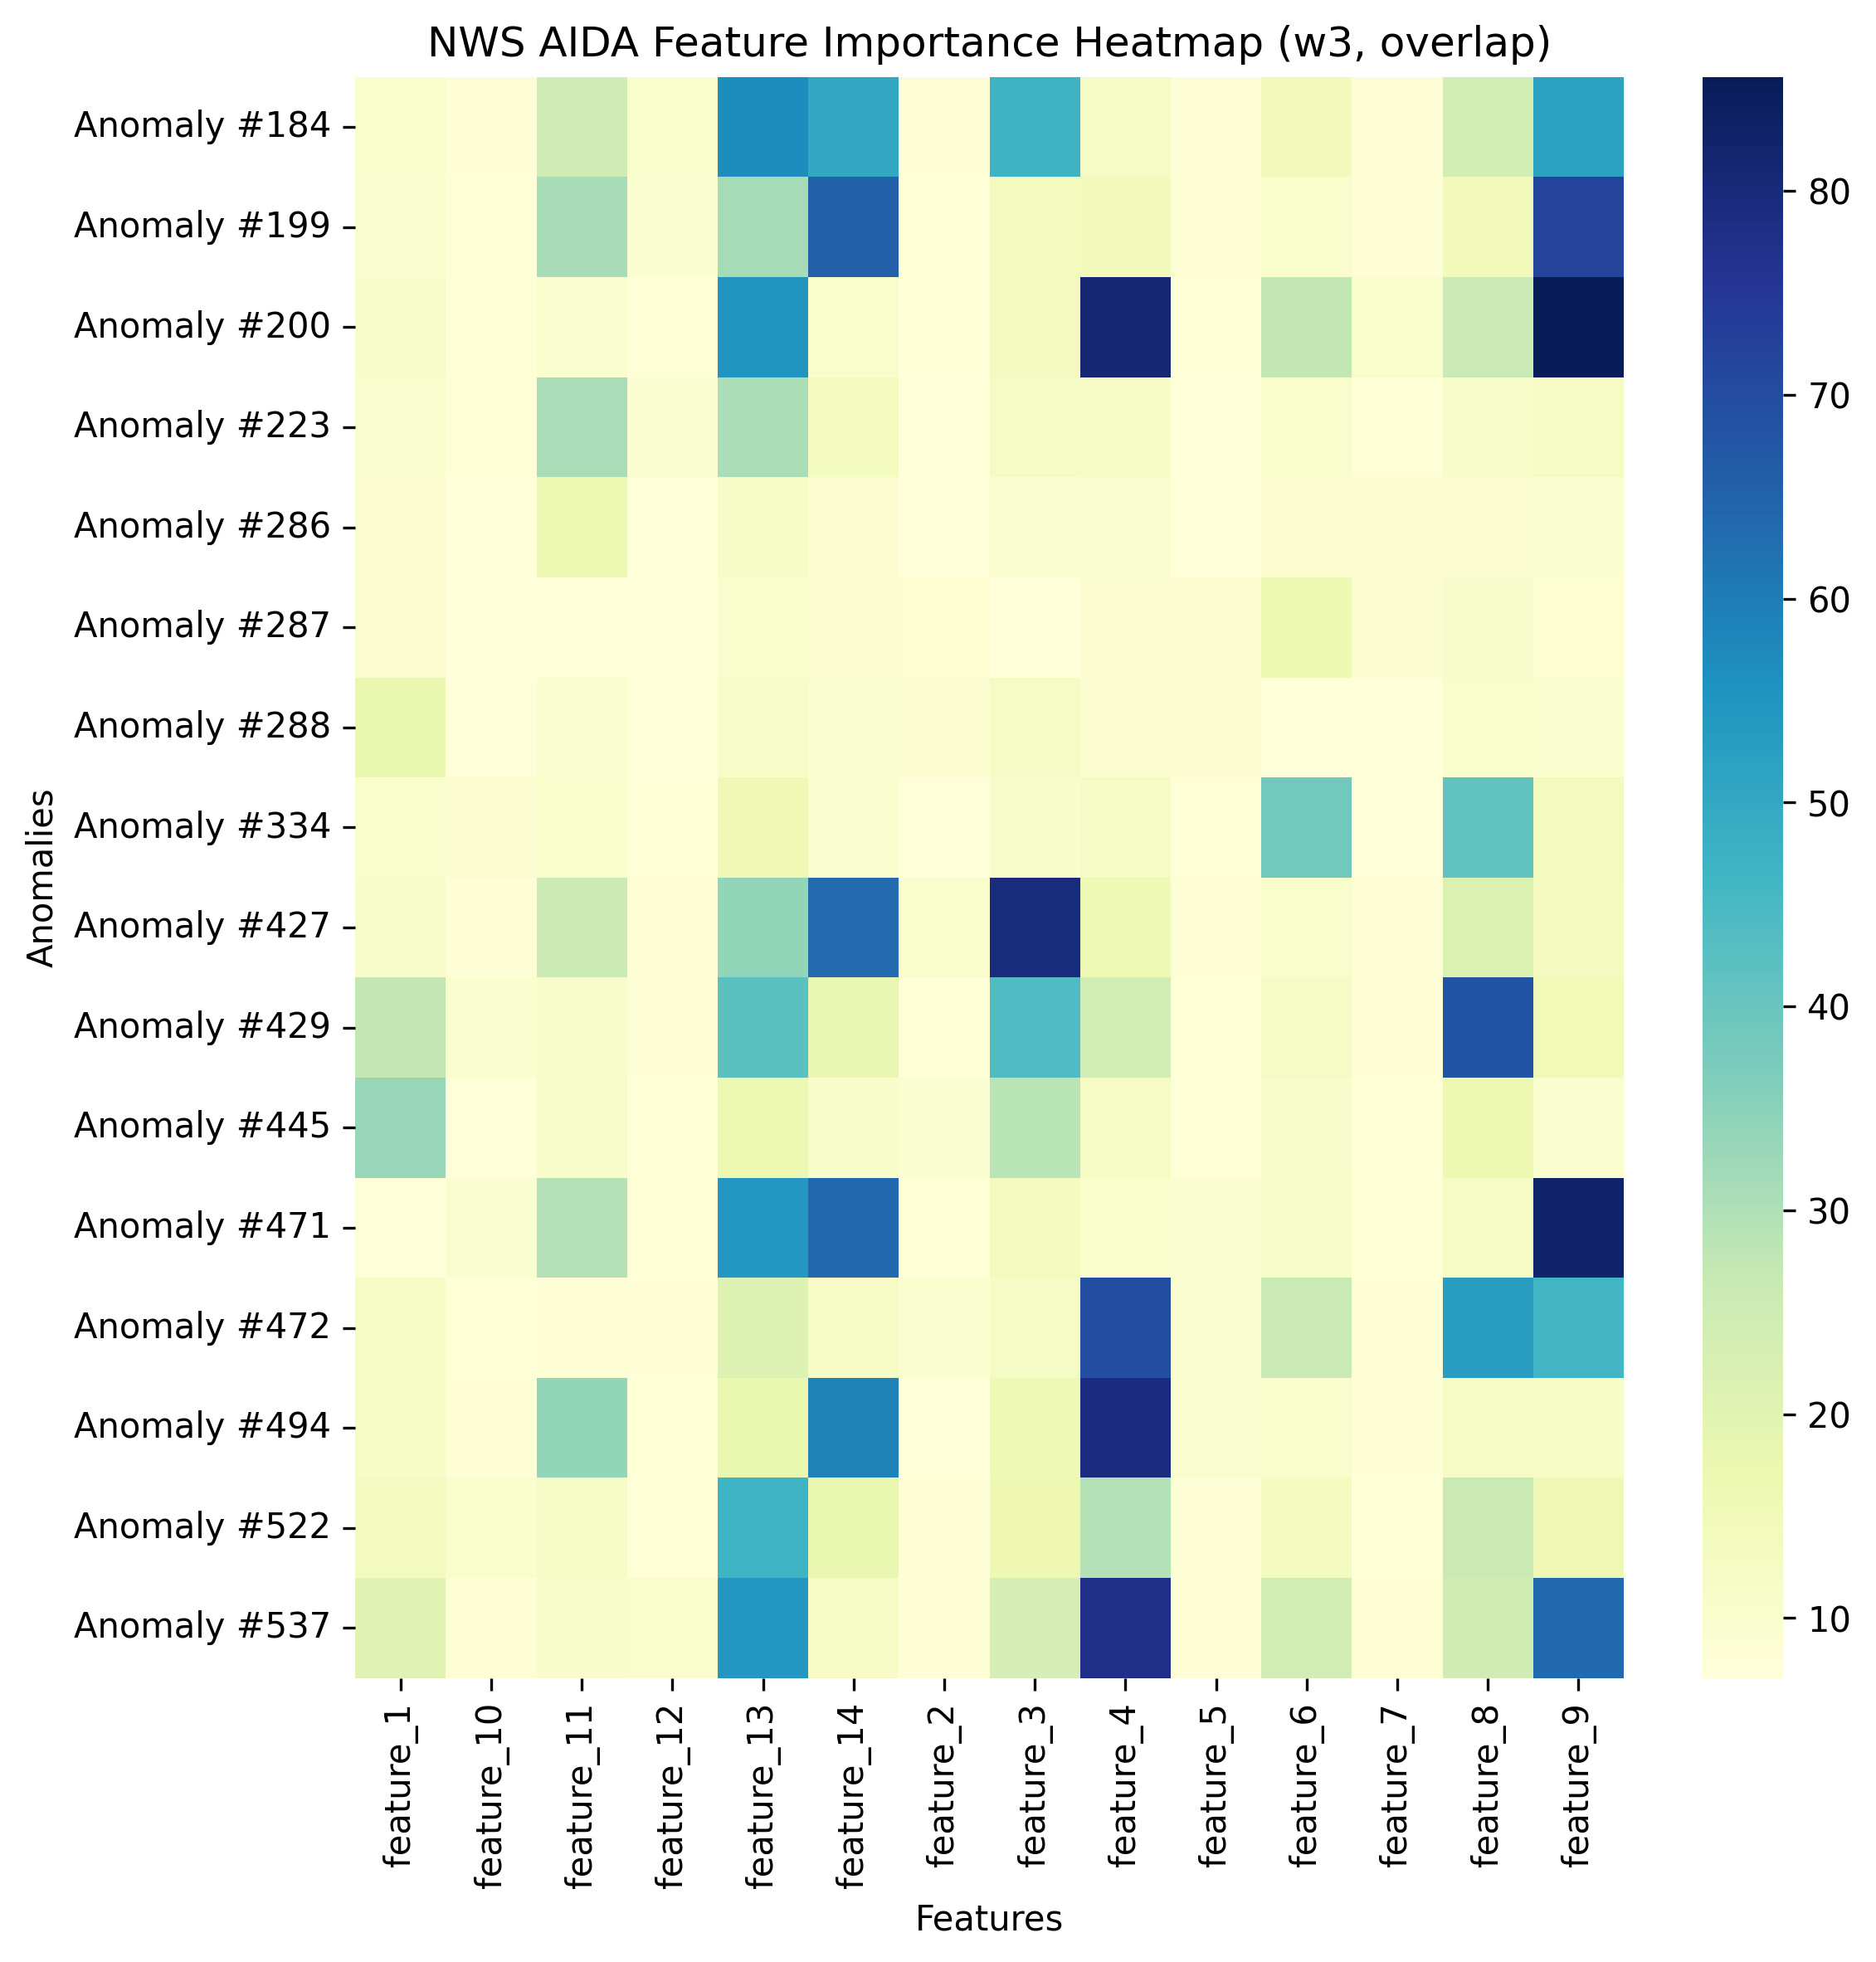 NWS AIDA Feature Importance Heatmap (w3, overlap)
Anomalies
Anomaly #184
Anomaly #199
Anomaly #200
Anomaly #223
Anomaly #286
Anomaly #287
Anomaly #288
Anomaly #334
Anomaly #427
Anomaly #429
Anomaly #445
Anomaly #471
Anomaly #472
Anomaly #494
Anomaly #522
Anomaly #537
feature_1
feature_10
feature_11
feature_12
feature_13
feature_14
feature_2
feature_3
feature_4
feature_5
feature_6
feature_7
feature_8
feature_9
Features
80
70
60
50
40
30
20
10